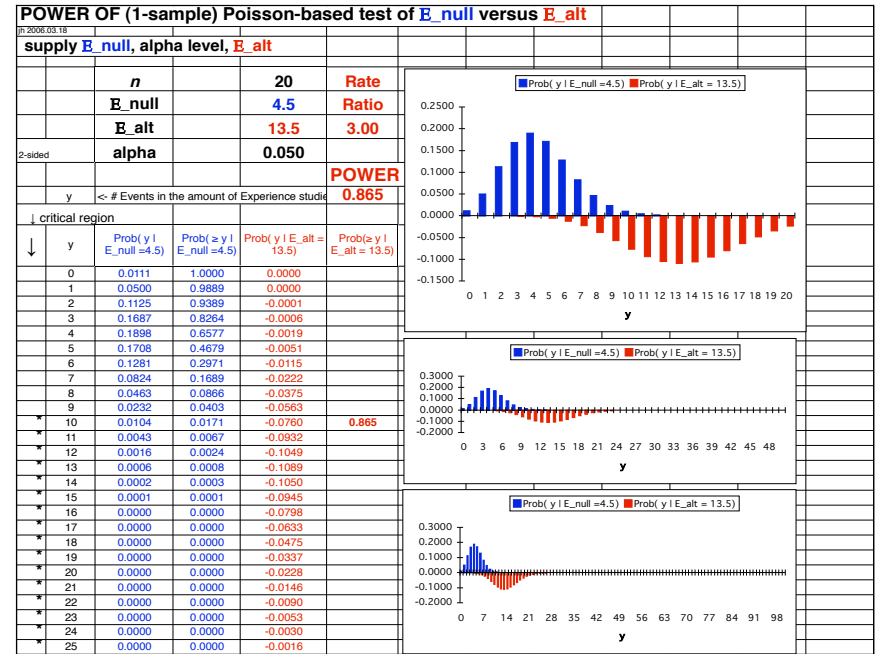 POWER OF (1-sample) Poisson-based test of E_null versus E_alt
jh 2006.03.18
supply E_null, alpha level, E_alt
n 20 Rate
E_null 4.5 Ratio
E_alt 13.5 3.00
2-sided alpha 0.050
POWER
y <- # Events in the amount of Experience studie 0.865
↓ critical region
↓ y Prob( y | E_null =4.5) Prob( ≥ y | E_null =4.5) Prob( y | E_alt = 13.5) Prob(≥ y | E_alt = 13.5)
0 0.0111 1.0000 0.0000
1 0.0500 0.9889 0.0000
2 0.1125 0.9389 -0.0001
3 0.1687 0.8264 -0.0006
4 0.1898 0.6577 -0.0019
5 0.1708 0.4679 -0.0051
6 0.1281 0.2971 -0.0115
7 0.0824 0.1689 -0.0222
8 0.0463 0.0866 -0.0375
9 0.0232 0.0403 -0.0563
* 10 0.0104 0.0171 -0.0760 0.865
* 11 0.0043 0.0067 -0.0932
* 12 0.0016 0.0024 -0.1049
* 13 0.0006 0.0008 -0.1089
* 14 0.0002 0.0003 -0.1050
* 15 0.0001 0.0001 -0.0945
* 16 0.0000 0.0000 -0.0798
* 17 0.0000 0.0000 -0.0633
* 18 0.0000 0.0000 -0.0475
* 19 0.0000 0.0000 -0.0337
* 20 0.0000 0.0000 -0.0228
* 21 0.0000 0.0000 -0.0146
* 22 0.0000 0.0000 -0.0090
* 23 0.0000 0.0000 -0.0053
* 24 0.0000 0.0000 -0.0030
* 25 0.0000 0.0000 -0.0016
Prob( y | E_null =4.5) Prob( y | E_alt = 13.5)
0.2500
0.2000
0.1500
0.1000
0.0500
0.0000
-0.0500
-0.1000
-0.1500
0 1 2 3 4 5 6 7 8 9 10 11 12 13 14 15 16 17 18 19 20
y
Prob( y | E_null =4.5) Prob( y | E_alt = 13.5)
0.3000
0.2000
0.1000
0.0000
-0.1000
-0.2000
0 3 6 9 12 15 18 21 24 27 30 33 36 39 42 45 48
y
Prob( y | E_null =4.5) Prob( y | E_alt = 13.5)
0.3000
0.2000
0.1000
0.0000
-0.1000
-0.2000
0 7 14 21 28 35 42 49 56 63 70 77 84 91 98
y